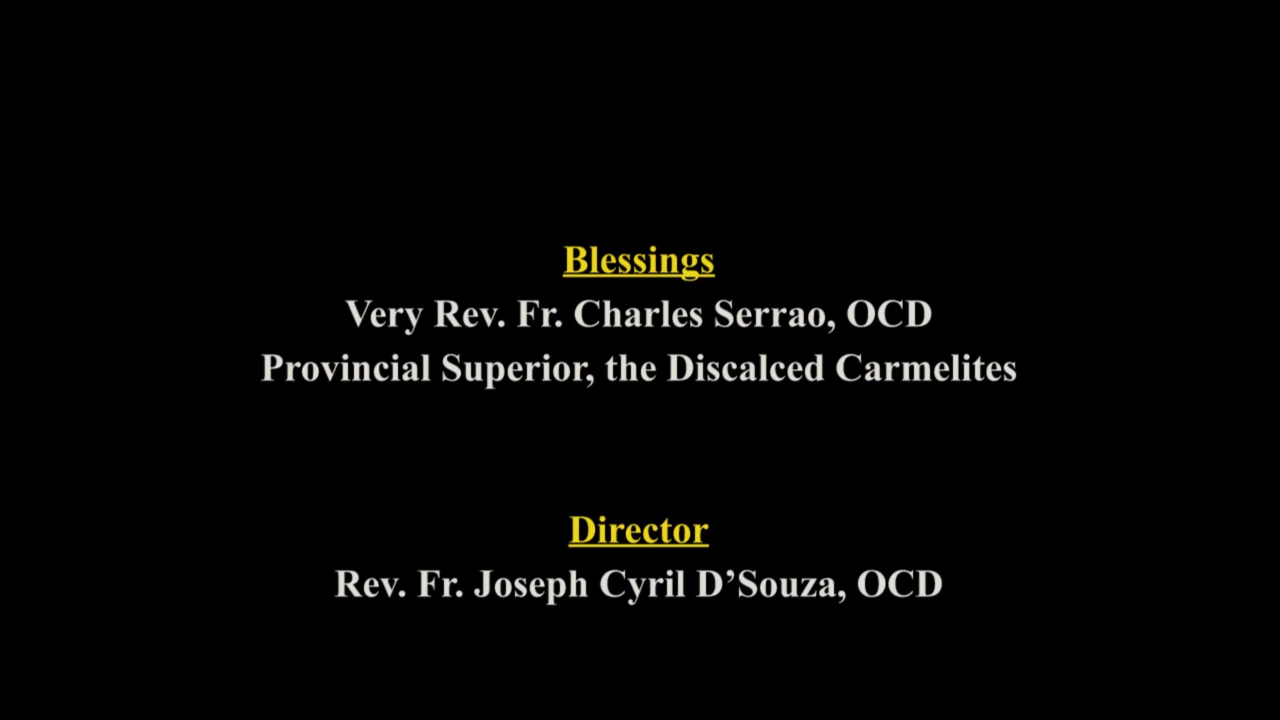 Blessings
Very Rev. Fr. Charles Serrao, OCD
Provincial Superior, the Discalced Carmelites
Director
Rev. Fr. Joseph Cyril D’Souza, OCD